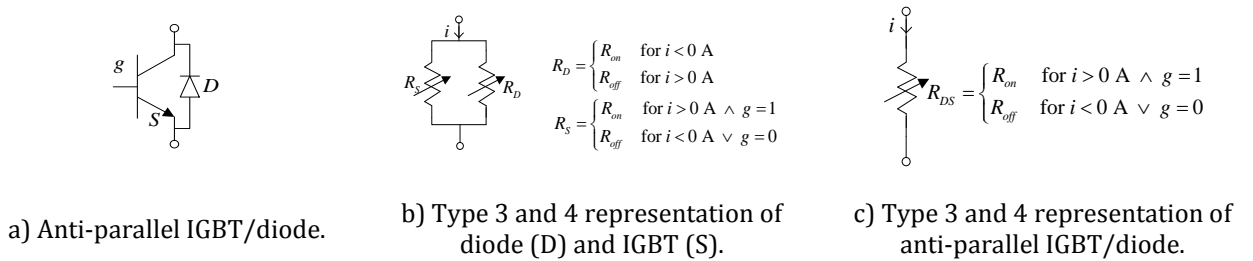 g
D
S
a) Anti-parallel IGBT/diode.
i
R_S
R_D
R_D = { R_on for i < 0 A
R_off for i > 0 A
R_S = { R_on for i > 0 A ∧ g = 1
R_off for i < 0 A ∨ g = 0
b) Type 3 and 4 representation of
diode (D) and IGBT (S).
i
R_DS = { R_on for i > 0 A ∧ g = 1
R_off for i < 0 A ∨ g = 0
c) Type 3 and 4 representation of
anti-parallel IGBT/diode.